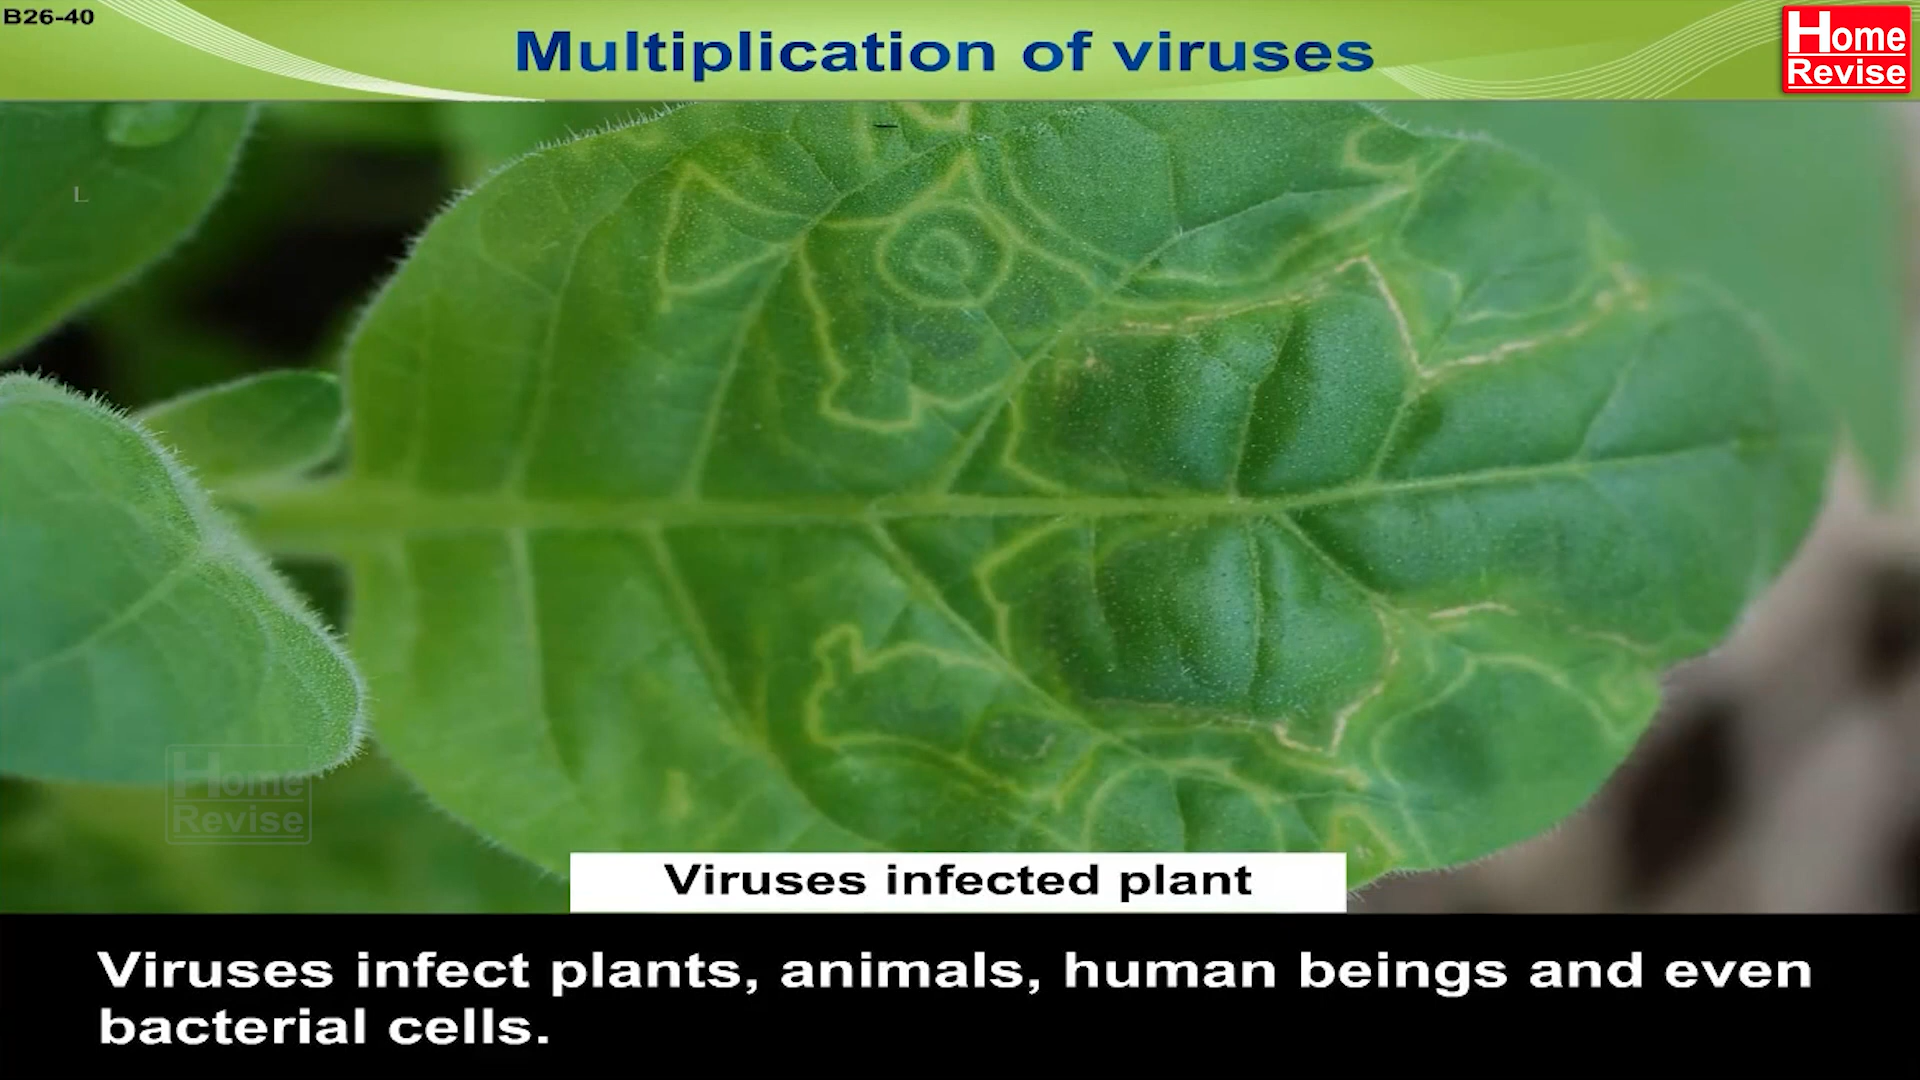 B26-40
Multiplication of viruses
Home
Revise
L
Home
Revise
Viruses infected plant
Viruses infect plants, animals, human beings and even
bacterial cells.